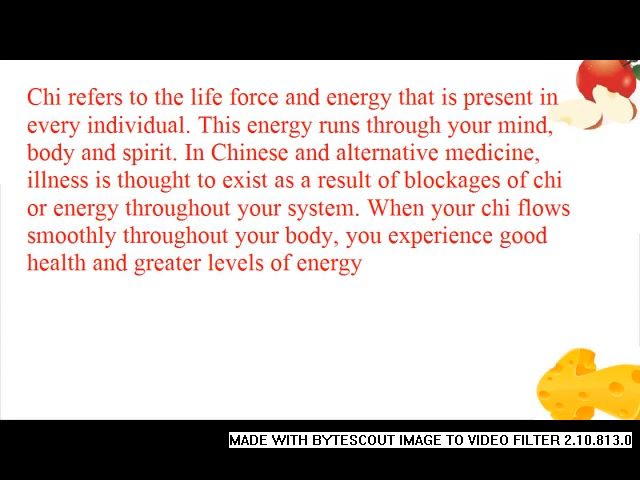 Chi refers to the life force and energy that is present in
every individual. This energy runs through your mind,
body and spirit. In Chinese and alternative medicine,
illness is thought to exist as a result of blockages of chi
or energy throughout your system. When your chi flows
smoothly throughout your body, you experience good
health and greater levels of energy
MADE WITH BYTESCOUT IMAGE TO VIDEO FILTER 2.10.813.0